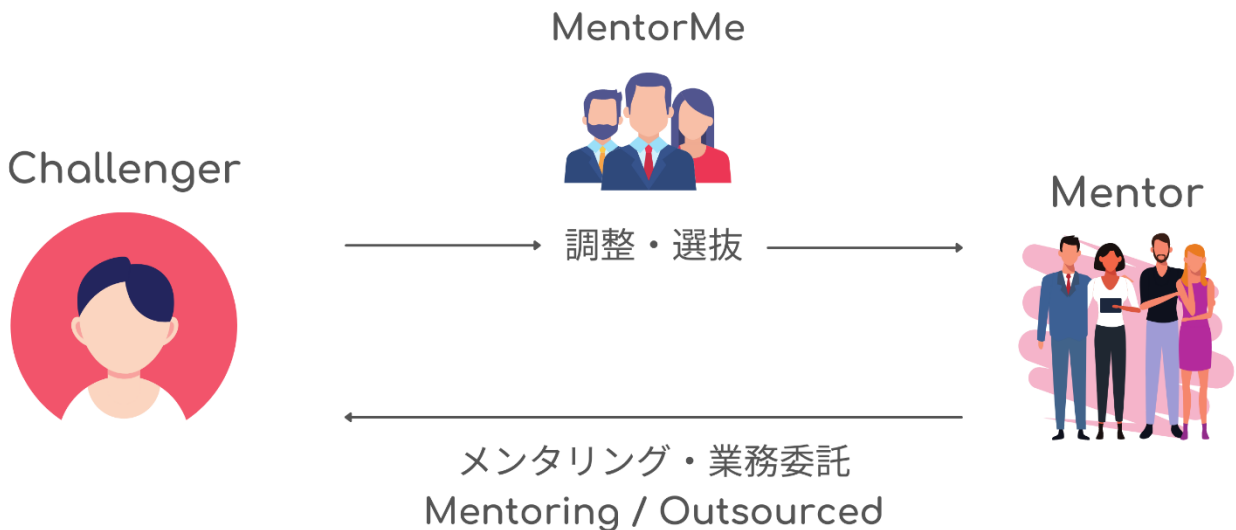 MentorMe
Challenger
調整・選抜
Mentor
メンタリング・業務委託
Mentoring / Outsourced